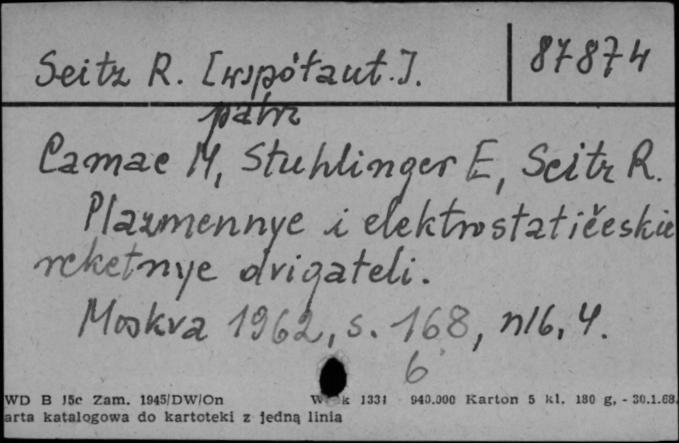 Seitz R. [współaut.]. 87874
patrz
Camac M, Stuhlinger E, Seitz R.
Plazmennye i elektrostatičeskie
reketnye dvigateli.
Moskva 1962, s. 168, nlb, 4.
6
WD B 15c Zam. 1945/DW/On W k 1331 940.000 Karton 5 kl. 180 g, - 30.1.68.
arta katalogowa do kartoteki z jedną linia